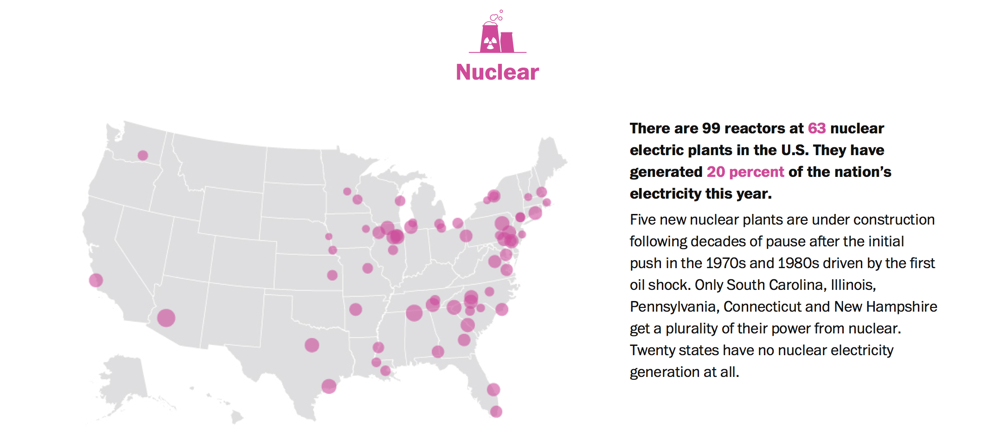 Nuclear
There are 99 reactors at 63 nuclear
electric plants in the U.S. They have
generated 20 percent of the nation’s
electricity this year.
Five new nuclear plants are under construction
following decades of pause after the initial
push in the 1970s and 1980s driven by the first
oil shock. Only South Carolina, Illinois,
Pennsylvania, Connecticut and New Hampshire
get a plurality of their power from nuclear.
Twenty states have no nuclear electricity
generation at all.